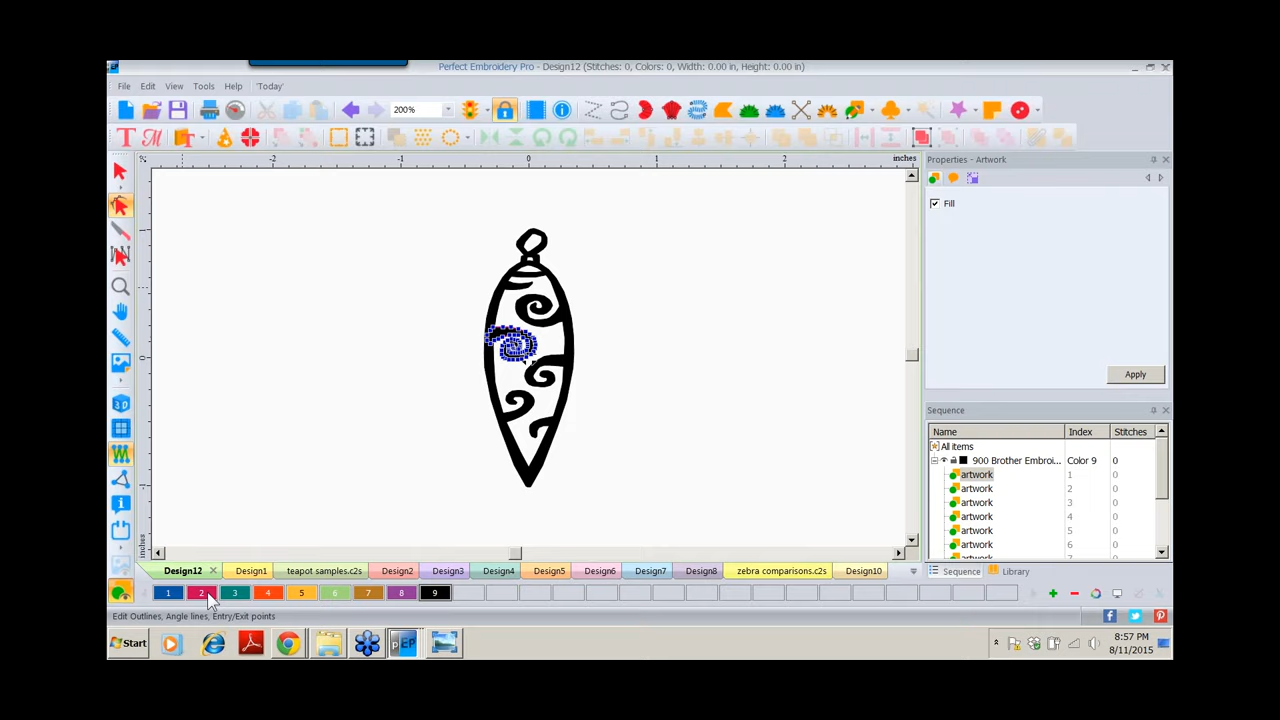 Perfect Embroidery Pro - Design12 (Stitches: 0, Colors: 0, Width: 0.00 in, Height: 0.00 in)
File Edit View Tools Help 'Today'
200%
% -2 -1 0 1 2 inches
Properties - Artwork
Fill
Apply
Sequence
Name Index Stitches
All items
900 Brother Embroi... Color 9 0
artwork 1 0
artwork 2 0
artwork 3 0
artwork 4 0
artwork 5 0
artwork 6 0
0
inches
Design12 Design1 teapot samples.c2s Design2 Design3 Design4 Design5 Design6 Design7 Design8 zebra comparisons.c2s Design10
Sequence Library
1 2 3 4 5 6 7 8 9
Edit Outlines, Angle lines, Entry/Exit points
Start
8:57 PM
8/11/2015